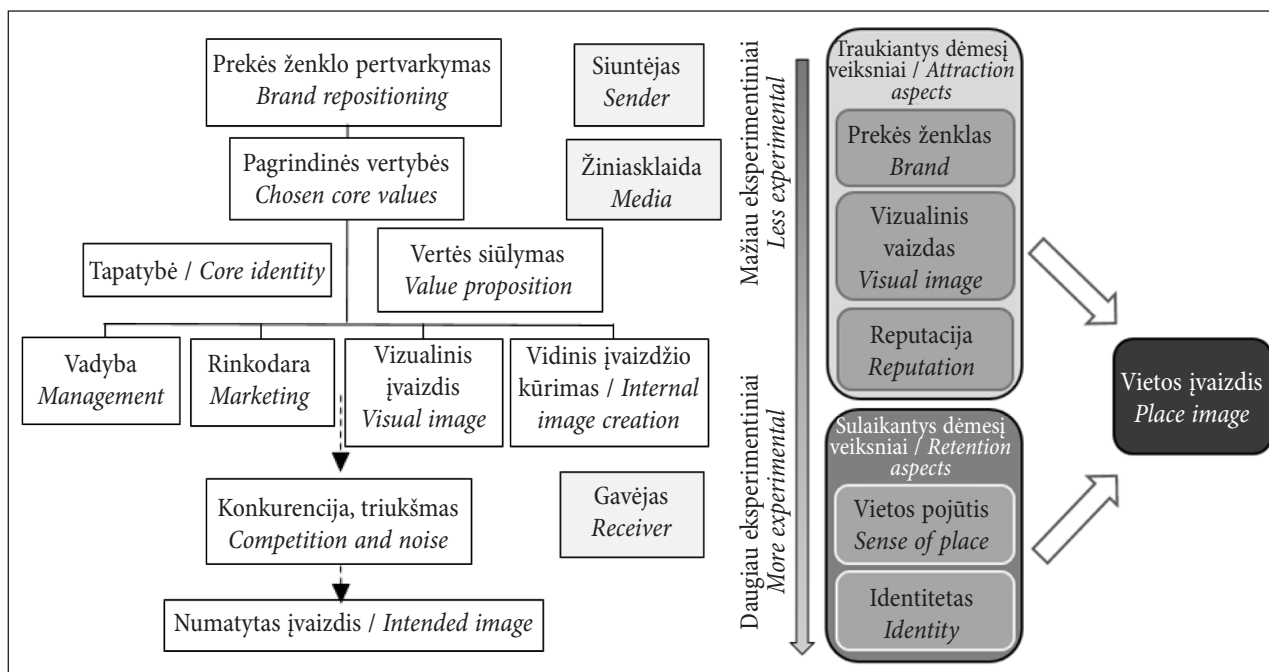 Prekės ženklo pertvarkymas
Brand repositioning
Siuntėjas
Sender
Pagrindinės vertybės
Chosen core values
Žiniasklaida
Media
Tapatybė / Core identity
Vertės siūlymas
Value proposition
Vadyba
Management
Rinkodara
Marketing
Vizualinis
įvaizdis
Visual image
Vidinis įvaizdžio
kūrimas / Internal
image creation
Konkurencija, triukšmas
Competition and noise
Gavėjas
Receiver
Numatytas įvaizdis / Intended image
Mažiau eksperimentiniai
Less experimental
Daugiau eksperimentiniai
More experimental
Traukiantys dėmesį
veiksniai / Attraction
aspects
Prekės ženklas
Brand
Vizualinis
vaizdas
Visual image
Reputacija
Reputation
Sulaikantys dėmesį
veiksniai / Retention
aspects
Vietos pojūtis
Sense of place
Identitetas
Identity
Vietos įvaizdis
Place image